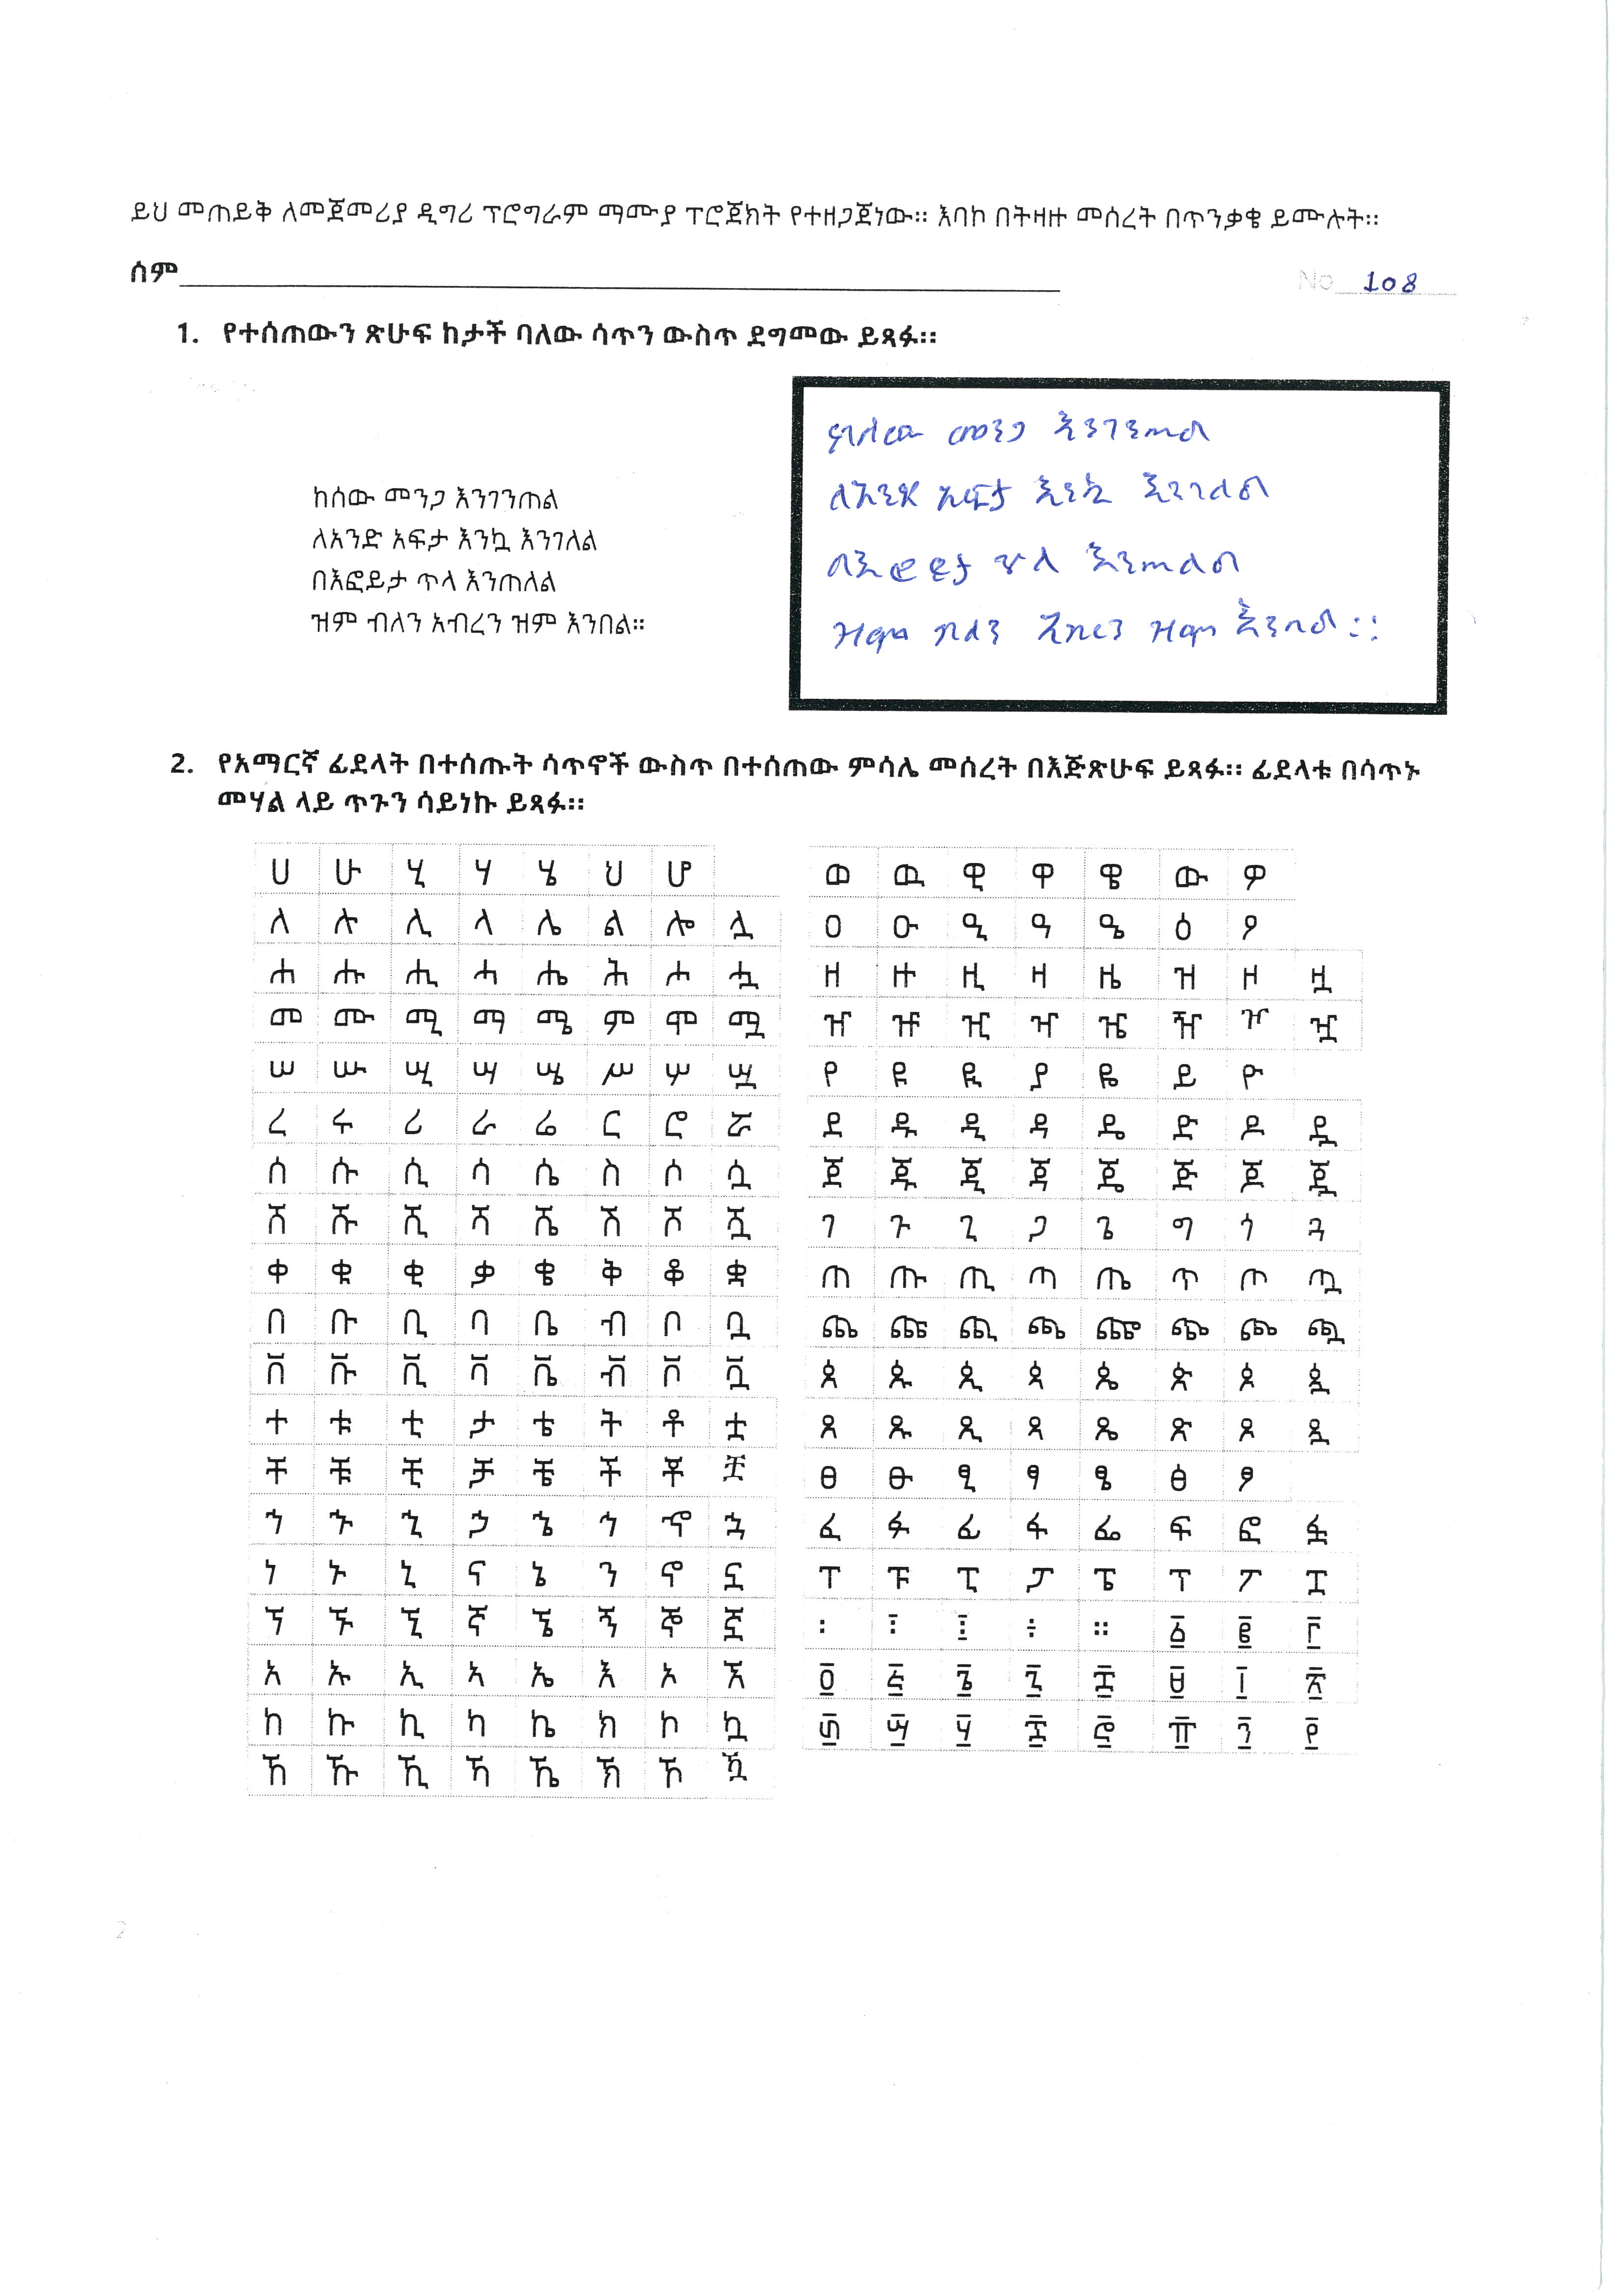 ይህ መጠይቅ ለመጀመሪያ ዲግሪ ፕሮግራም ማሙያ ፕሮጀክት የተዘጋጀነው። እባኮ በትዛዙ መሰረት በጥንቃቄ ይሙሉት።
ስም
No 108
1. የተሰጠውን ጽሁፍ ከታች ባለው ሳጥን ውስጥ ደግመው ይጻፉ።
ከሰው መንጋ እንገንጠል
ለአንድ አፍታ እንኳ እንገለል
በእፎይታ ጥላ እንጠለል
ዝም ብለን አብረን ዝም እንበል።
ከሰው መንጋ እንገንጠል
ለአንድ አፍታ እንኳ እንገለል
በእፎይታ ጥላ እንጠለል
ዝም ብለን አብረን ዝም እንበል።
2. የአማርኛ ፊደላት በተሰጡት ሳጥኖች ውስጥ በተሰጠው ምሳሌ መሰረት በእጅጽሁፍ ይጻፉ። ፊደላቱ በሳጥኑ
መሃል ላይ ጥጉን ሳይነኩ ይጻፉ።
ሀ ሁ ሂ ሃ ሄ ህ ሆ
ለ ሉ ሊ ላ ሌ ል ሎ ሏ
ሐ ሑ ሒ ሓ ሔ ሕ ሖ ሗ
መ ሙ ሚ ማ ሜ ም ሞ ሟ
ሠ ሡ ሢ ሣ ሤ ሥ ሦ ሧ
ረ ሩ ሪ ራ ሬ ር ሮ ሯ
ሰ ሱ ሲ ሳ ሴ ስ ሶ ሷ
ሸ ሹ ሺ ሻ ሼ ሽ ሾ ሿ
ቀ ቁ ቂ ቃ ቄ ቅ ቆ ቋ
በ ቡ ቢ ባ ቤ ብ ቦ ቧ
ቨ ቩ ቪ ቫ ቬ ቭ ቮ ቯ
ተ ቱ ቲ ታ ቴ ት ቶ ቷ
ቸ ቹ ቺ ቻ ቼ ች ቾ ቿ
ኀ ኁ ኂ ኃ ኄ ኅ ኆ ኋ
ነ ኑ ኒ ና ኔ ን ኖ ኗ
ኘ ኙ ኚ ኛ ኜ ኝ ኞ ኟ
አ ኡ ኢ ኣ ኤ እ ኦ ኧ
ከ ኩ ኪ ካ ኬ ክ ኮ ኳ
ኸ ኹ ኺ ኻ ኼ ኽ ኾ ዃ
ወ ዉ ዊ ዋ ዌ ው ዎ
ዐ ዑ ዒ ዓ ዔ ዕ ዖ
ዘ ዙ ዚ ዛ ዜ ዝ ዞ ዟ
ዠ ዡ ዢ ዣ ዤ ዥ ዦ ዧ
የ ዩ ዪ ያ ዬ ይ ዮ
ደ ዱ ዲ ዳ ዴ ድ ዶ ዷ
ጀ ጁ ጂ ጃ ጄ ጅ ጆ ጇ
ገ ጉ ጊ ጋ ጌ ግ ጎ ጓ
ጠ ጡ ጢ ጣ ጤ ጥ ጦ ጧ
ጨ ጩ ጪ ጫ ጬ ጭ ጮ ጯ
ጰ ጱ ጲ ጳ ጴ ጵ ጶ ጷ
ጸ ጹ ጺ ጻ ጼ ጽ ጾ ጿ
ፀ ፁ ፂ ፃ ፄ ፅ ፆ
ፈ ፉ ፊ ፋ ፌ ፍ ፎ ፏ
ፐ ፑ ፒ ፓ ፔ ፕ ፖ ፗ
፡ ፣ ፤ ÷ ። ፩ ፪ ፫
፬ ፭ ፮ ፯ ፰ ፱ ፲ ፳
፴ ፵ ፶ ፷ ፸ ፹ ፺ ፻